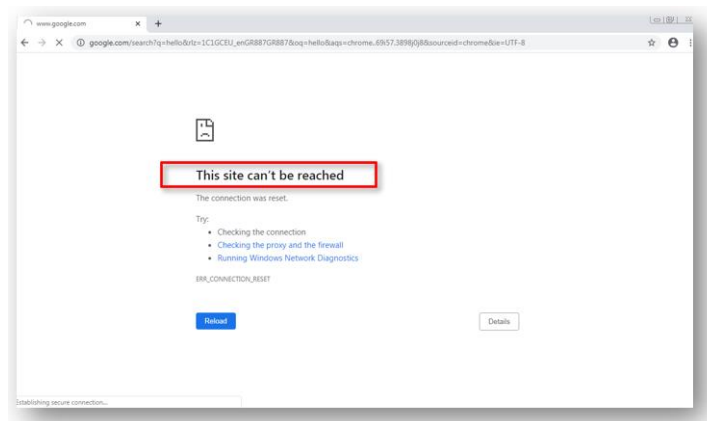 www.google.com
google.com/search?q=hello&rlz=1C1GCEU_enGR887GR887&oq=hello&aqs=chrome..69i57.3898j0j8&sourceid=chrome&ie=UTF-8
This site can't be reached
The connection was reset.
Try:
Checking the connection
Checking the proxy and the firewall
Running Windows Network Diagnostics
ERR_CONNECTION_RESET
Reload
Details
Establishing secure connection...